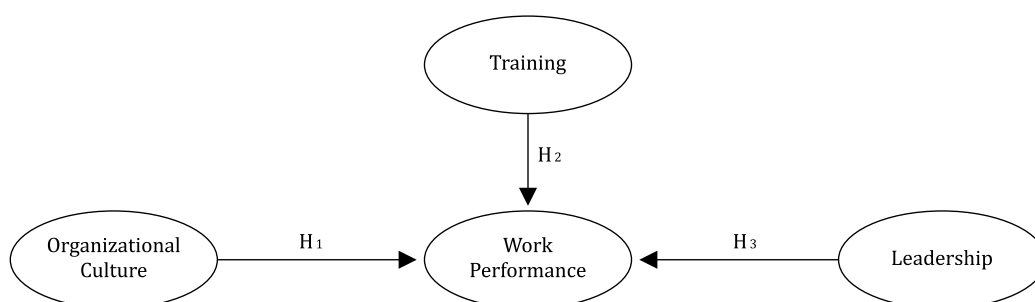 Training
H2
Organizational
Culture
H1
Work
Performance
H3
Leadership